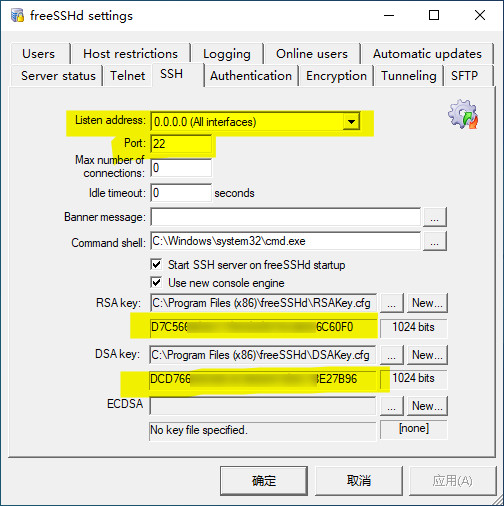 freeSSHd settings
Users Host restrictions Logging Online users Automatic updates
Server status Telnet SSH Authentication Encryption Tunneling SFTP
Listen address: 0.0.0.0 (All interfaces)
Port: 22
Max number of
connections: 0
Idle timeout: 0 seconds
Banner message: ...
Command shell: C:\Windows\system32\cmd.exe ...
Start SSH server on freeSSHd startup
Use new console engine
RSA key: C:\Program Files (x86)\freeSSHd\RSAKey.cfg ... New...
D7C566 6C60F0 1024 bits
DSA key: C:\Program Files (x86)\freeSSHd\DSAKey.cfg ... New...
DCD766 E27B96 1024 bits
ECDSA ... New...
No key file specified. [none]
确定 取消 应用(A)